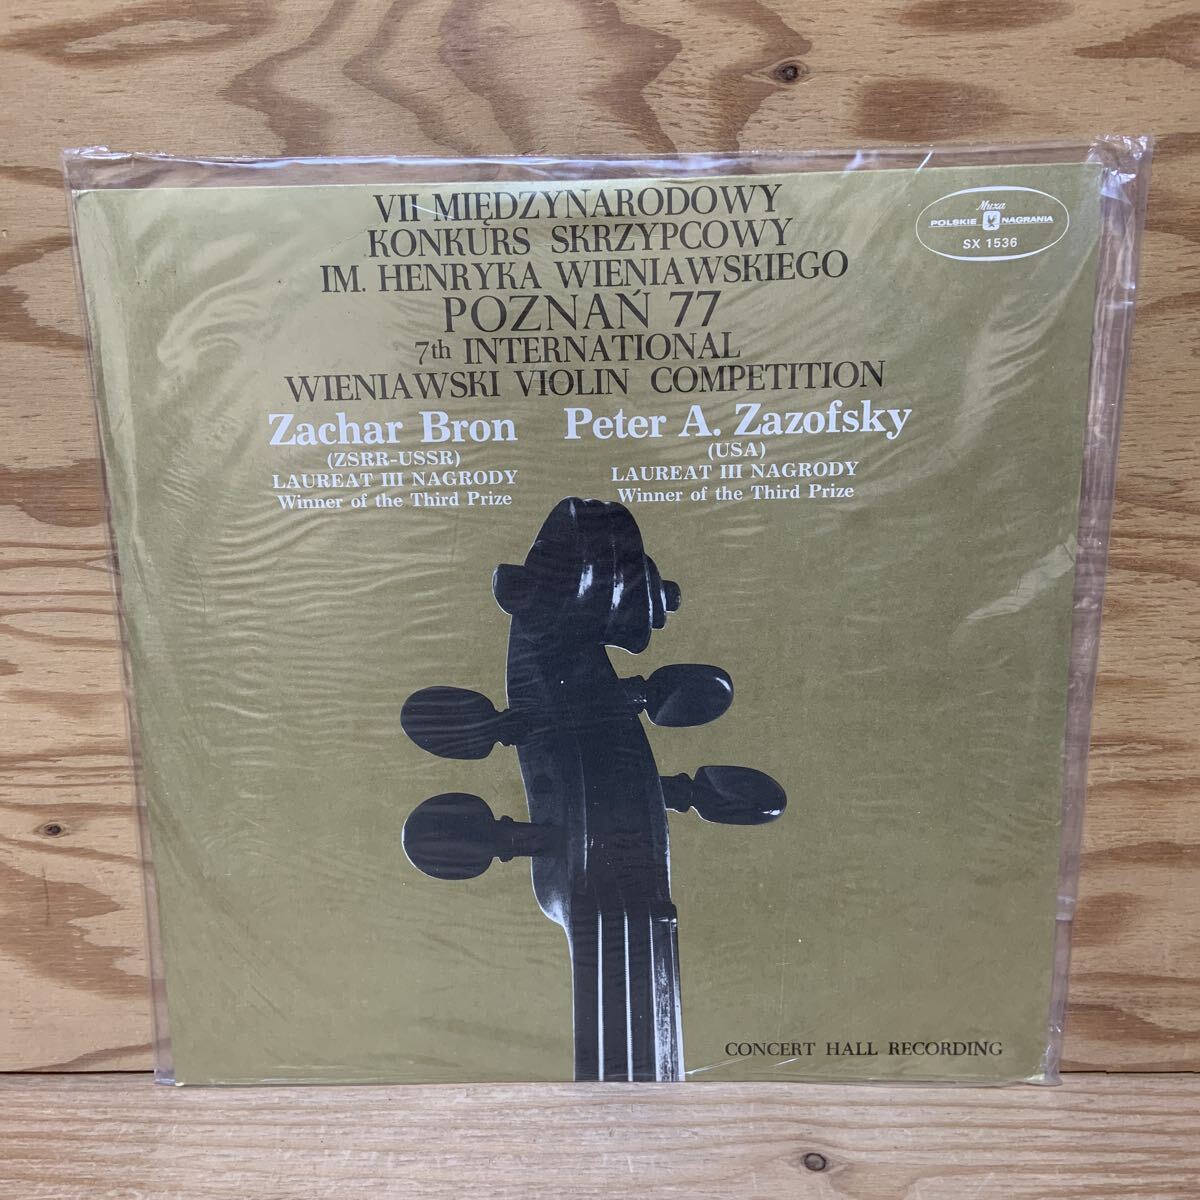 VII MIĘDZYNARODOWY
KONKURS SKRZYPCOWY
IM. HENRYKA WIENIAWSKIEGO
POZNAŃ 77
7th INTERNATIONAL
WIENIAWSKI VIOLIN COMPETITION
Muza
POLSKIE NAGRANIA
SX 1536
Zachar Bron
(ZSRR-USSR)
LAUREAT III NAGRODY
Winner of the Third Prize
Peter A. Zazofsky
(USA)
LAUREAT III NAGRODY
Winner of the Third Prize
CONCERT HALL RECORDING